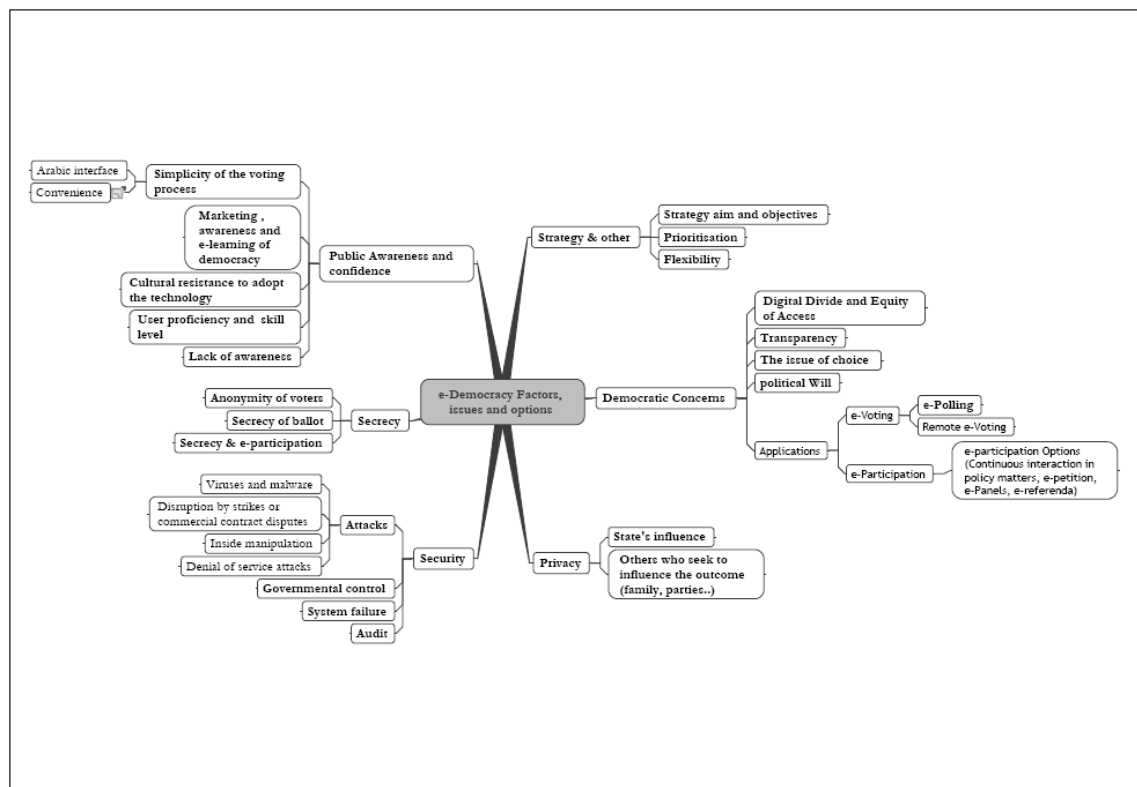 Arabic interface
Convenience
Simplicity of the voting
process
Marketing ,
awareness and
e-learning of
democracy
Cultural resistance to adopt
the technology
User proficiency and skill
level
Lack of awareness
Public Awareness and
confidence
Anonymity of voters
Secrecy of ballot
Secrecy & e-participation
Secrecy
Viruses and malware
Disruption by strikes or
commercial contract disputes
Inside manipulation
Denial of service attacks
Attacks
Governmental control
System failure
Audit
Security
e-Democracy Factors,
issues and options
Strategy & other
Strategy aim and objectives
Prioritisation
Flexibility
Democratic Concerns
Digital Divide and Equity
of Access
Transparency
The issue of choice
political Will
Applications
e-Voting
e-Polling
Remote e-Voting
e-Participation
e-participation Options
(Continuous interaction in
policy matters, e-petition,
e-Panels, e-referenda)
Privacy
State's influence
Others who seek to
influence the outcome
(family, parties..)